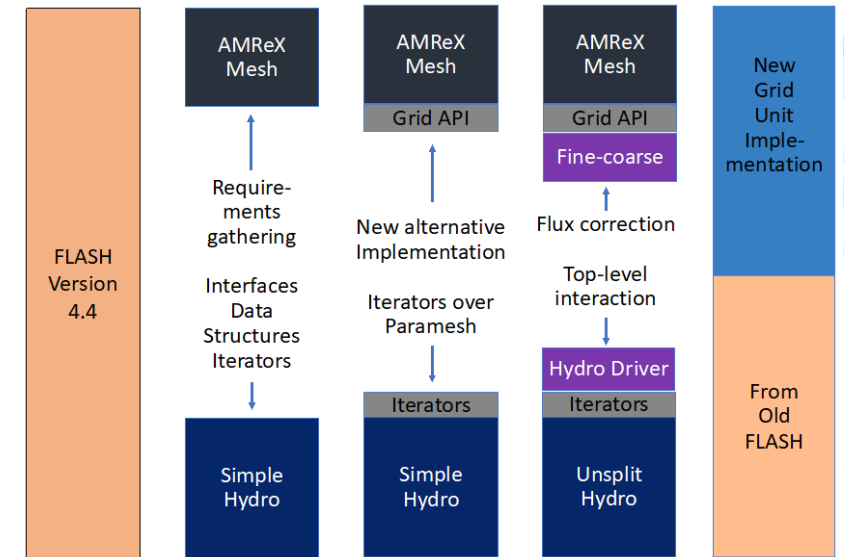 FLASH
Version
4.4
AMReX
Mesh
Require-
ments
gathering
Interfaces
Data
Structures
Iterators
Simple
Hydro
AMReX
Mesh
Grid API
New alternative
Implementation
Iterators over
Paramesh
Iterators
Simple
Hydro
AMReX
Mesh
Grid API
Fine-coarse
Flux correction
Top-level
interaction
Hydro Driver
Iterators
Unsplit
Hydro
New
Grid
Unit
Imple-
mentation
From
Old
FLASH